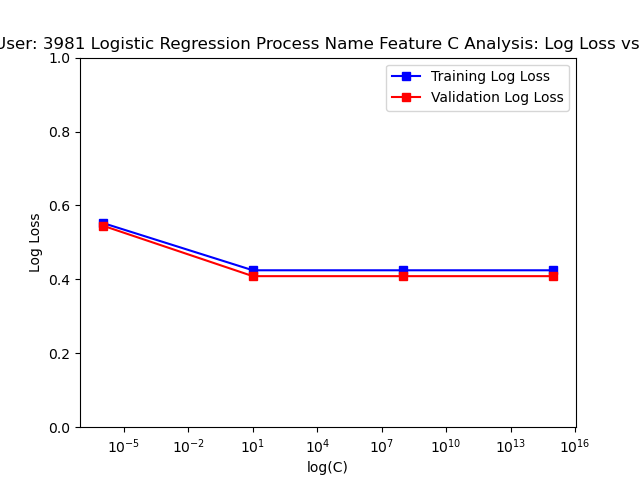 User: 3981 Logistic Regression Process Name Feature C Analysis: Log Loss vs
Training Log Loss
Validation Log Loss
1.0
0.8
0.6
0.4
0.2
0.0
Log Loss
10⁻⁵ 10⁻² 10¹ 10⁴ 10⁷ 10¹⁰ 10¹³ 10¹⁶
log(C)